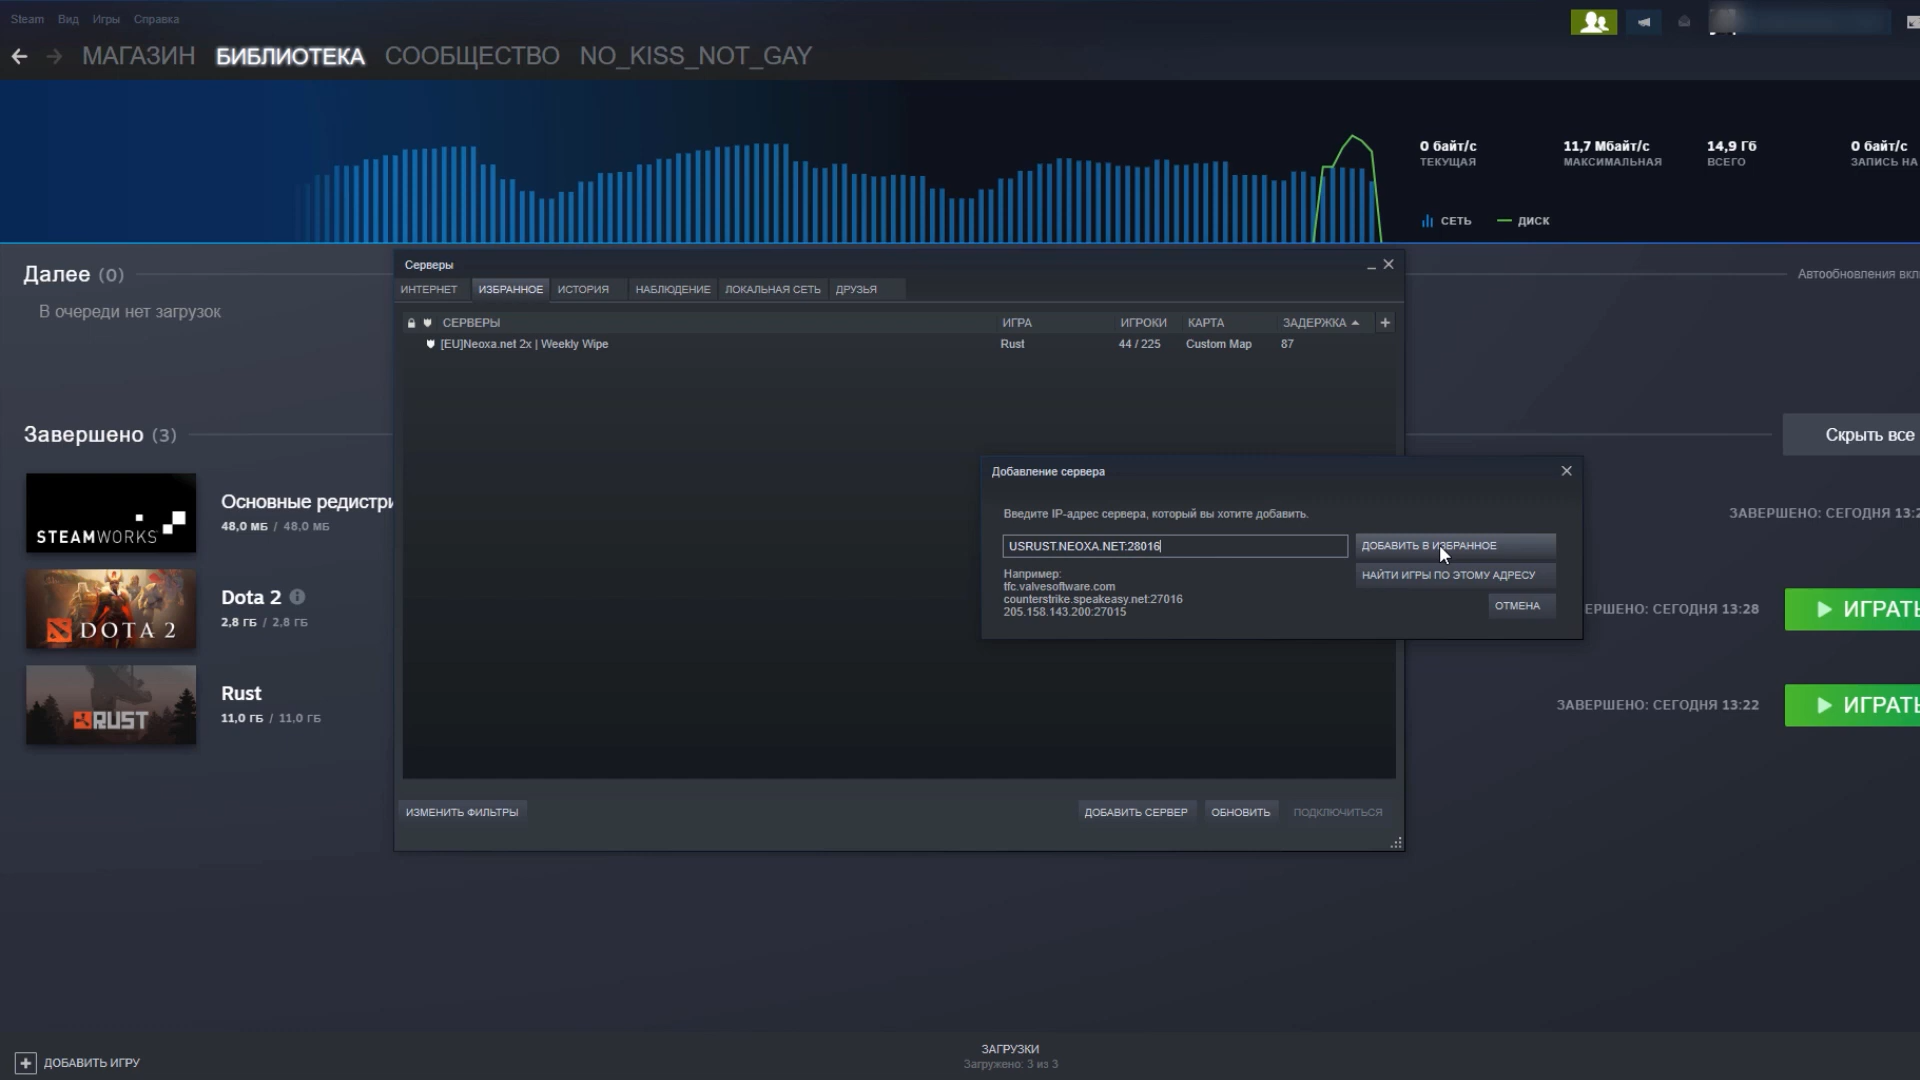 Steam Вид Игры Справка
МАГАЗИН БИБЛИОТЕКА СООБЩЕСТВО NO_KISS_NOT_GAY
0 байт/с 11,7 Мбайт/с 14,9 Гб 0 байт/с
ТЕКУЩАЯ МАКСИМАЛЬНАЯ ВСЕГО ЗАПИСЬ НА
СЕТЬ ДИСК
Далее (0)
Автообновления вкл
В очереди нет загрузок
Серверы
ИНТЕРНЕТ ИЗБРАННОЕ ИСТОРИЯ НАБЛЮДЕНИЕ ЛОКАЛЬНАЯ СЕТЬ ДРУЗЬЯ
СЕРВЕРЫ ИГРА ИГРОКИ КАРТА ЗАДЕРЖКА +
[EU]Neoxa.net 2x | Weekly Wipe Rust 44 / 225 Custom Map 87
Завершено (3)
Скрыть все
Добавление сервера
Введите IP-адрес сервера, который вы хотите добавить.
USRUST.NEOXA.NET:28016
ДОБАВИТЬ В ИЗБРАННОЕ
Например:
tfc.valvesoftware.com
counterstrike.speakeasy.net:27016
205.158.143.200:27015
НАЙТИ ИГРЫ ПО ЭТОМУ АДРЕСУ
ОТМЕНА
STEAMWORKS
Основные редистри
48,0 МБ / 48,0 МБ
ЗАВЕРШЕНО: СЕГОДНЯ 13:2
DOTA 2
Dota 2
2,8 ГБ / 2,8 ГБ
ЕРШЕНО: СЕГОДНЯ 13:28
ИГРАТЬ
RUST
Rust
11,0 ГБ / 11,0 ГБ
ЗАВЕРШЕНО: СЕГОДНЯ 13:22
ИГРАТЬ
ИЗМЕНИТЬ ФИЛЬТРЫ ДОБАВИТЬ СЕРВЕР ОБНОВИТЬ ПОДКЛЮЧИТЬСЯ
ДОБАВИТЬ ИГРУ
ЗАГРУЗКИ
Загружено: 3 из 3